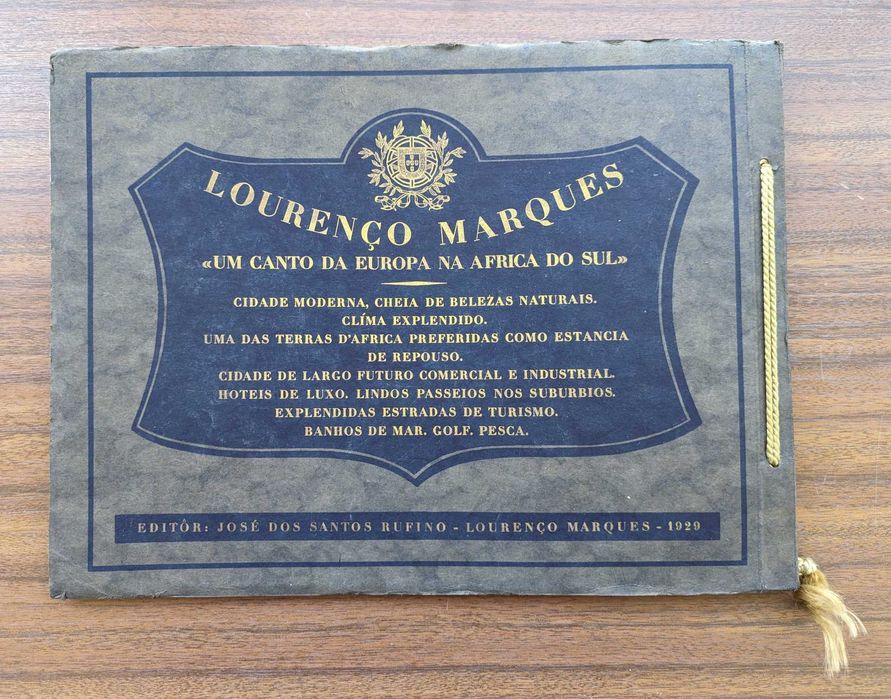 LOURENÇO MARQUES
«UM CANTO DA EUROPA NA AFRICA DO SUL»
CIDADE MODERNA, CHEIA DE BELEZAS NATURAIS.
CLÍMA EXPLENDIDO.
UMA DAS TERRAS D'AFRICA PREFERIDAS COMO ESTANCIA
DE REPOUSO.
CIDADE DE LARGO FUTURO COMERCIAL E INDUSTRIAL.
HOTEIS DE LUXO. LINDOS PASSEIOS NOS SUBURBIOS.
EXPLENDIDAS ESTRADAS DE TURISMO.
BANHOS DE MAR. GOLF. PESCA.
EDITÔR: JOSÉ DOS SANTOS RUFINO - LOURENÇO MARQUES - 1929